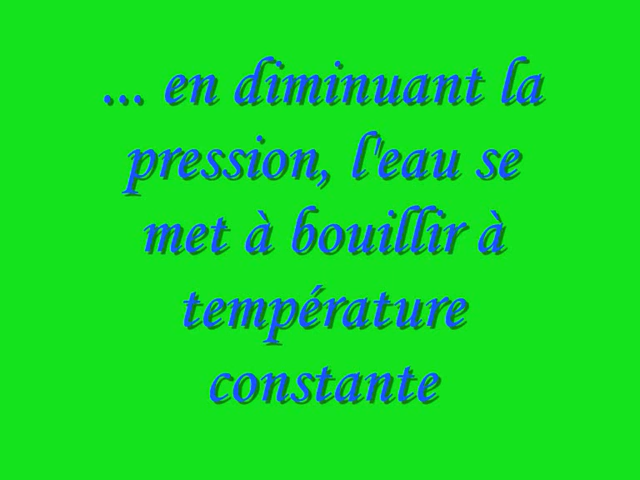 ... en diminuant la
pression, l'eau se
met à bouillir à
température
constante